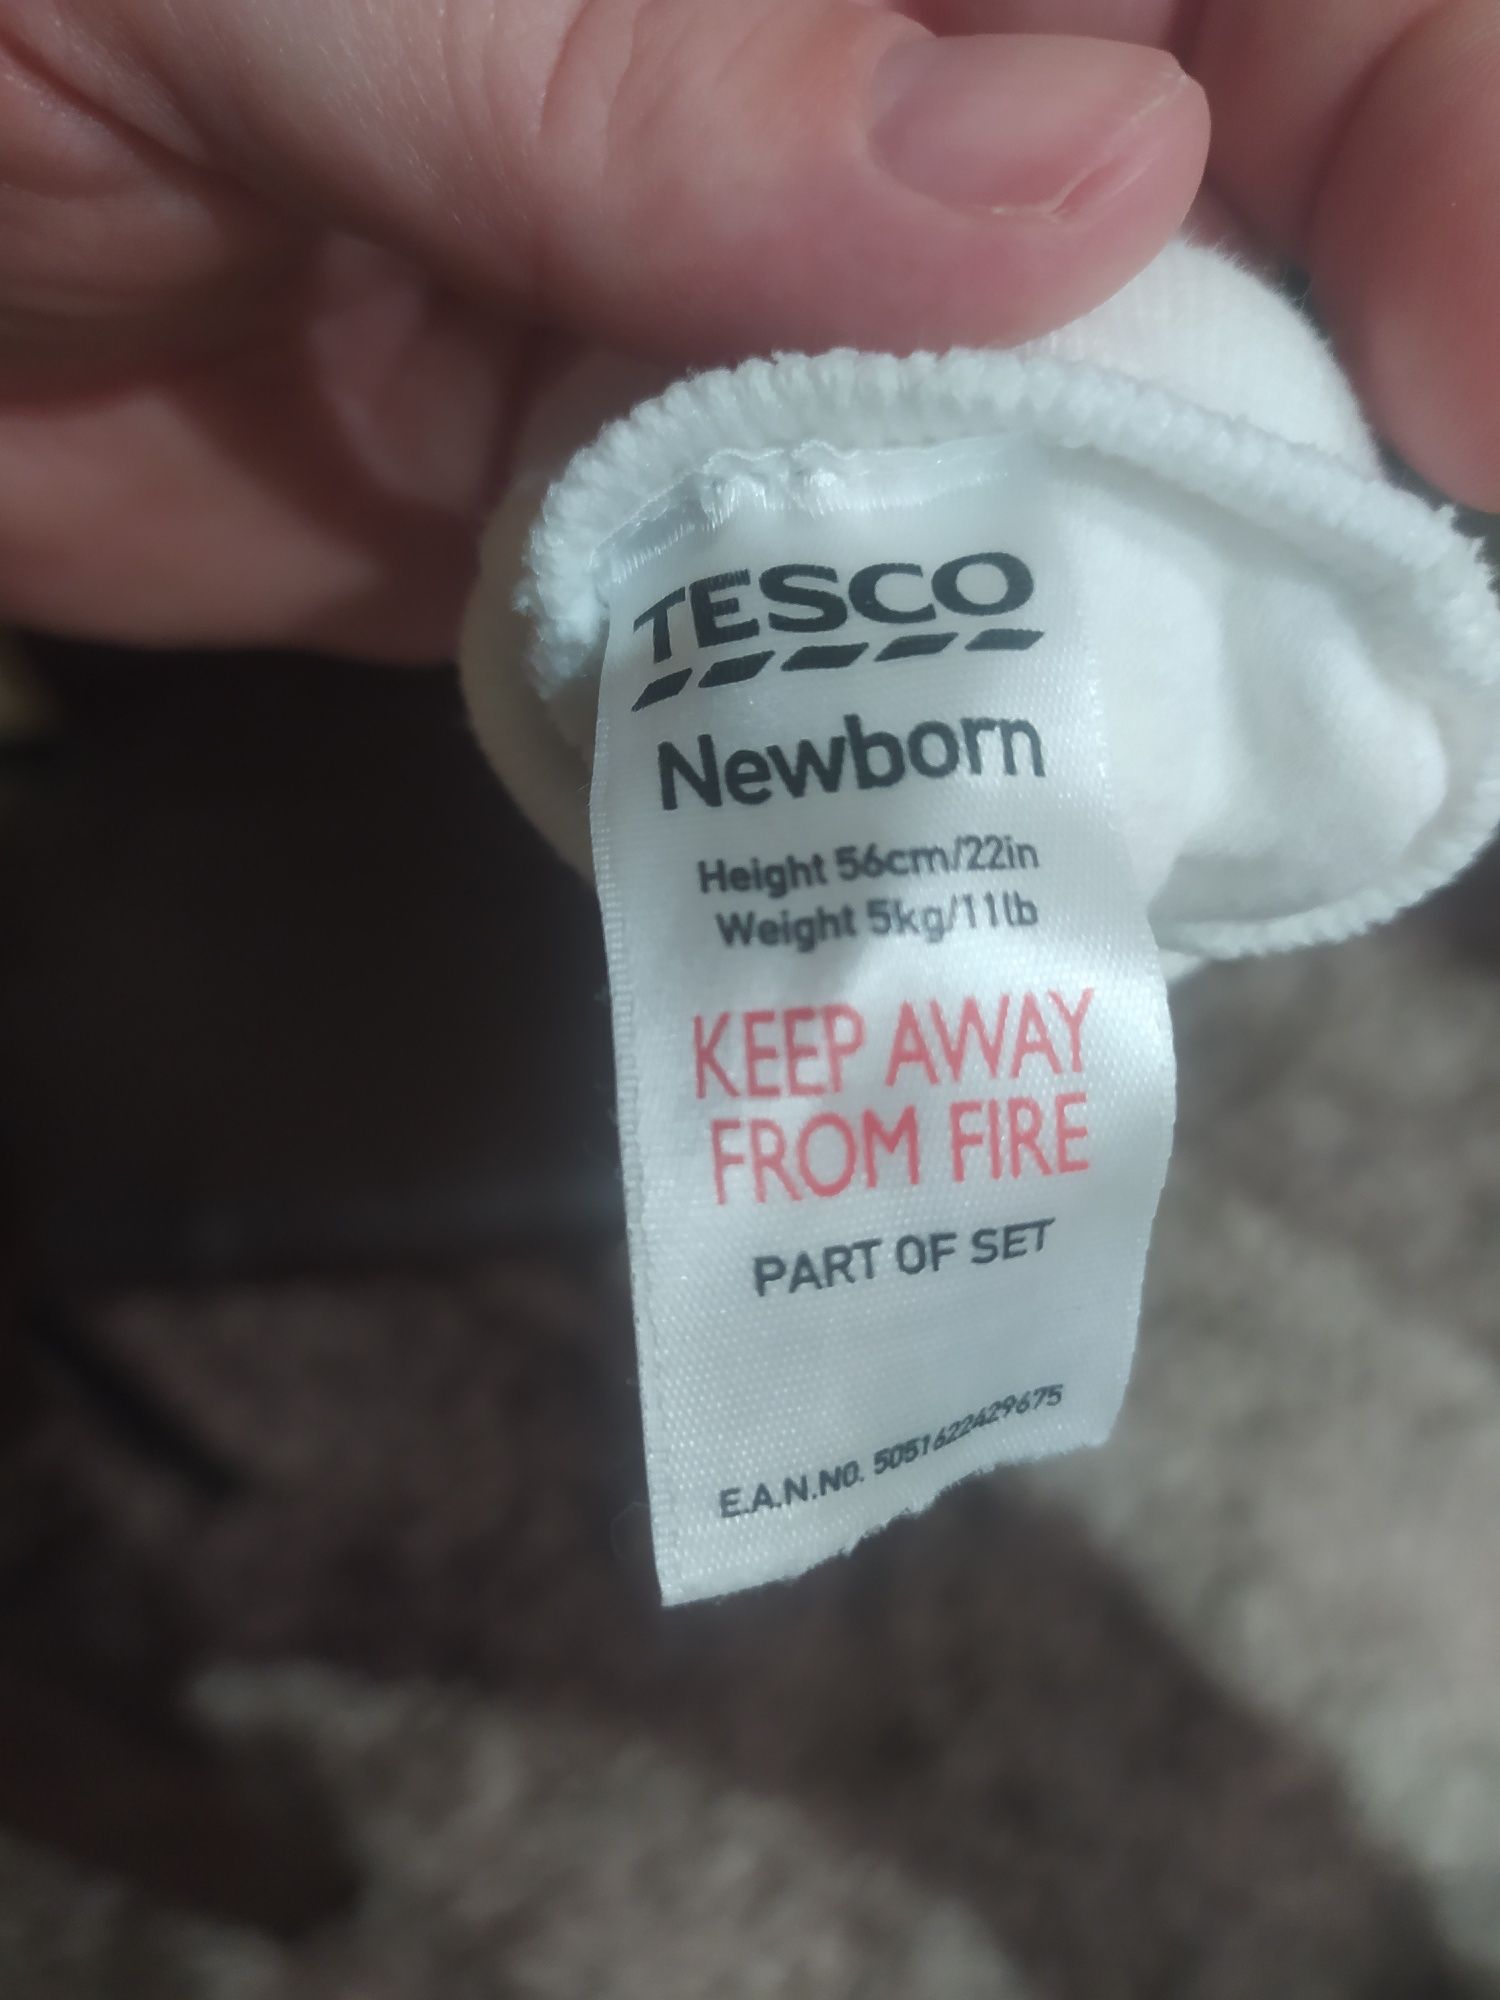 TESCO
Newborn
Height 56cm/22in
Weight 5kg/11lb
KEEP AWAY
FROM FIRE
PART OF SET
E.A.N.NO. 5051622429675